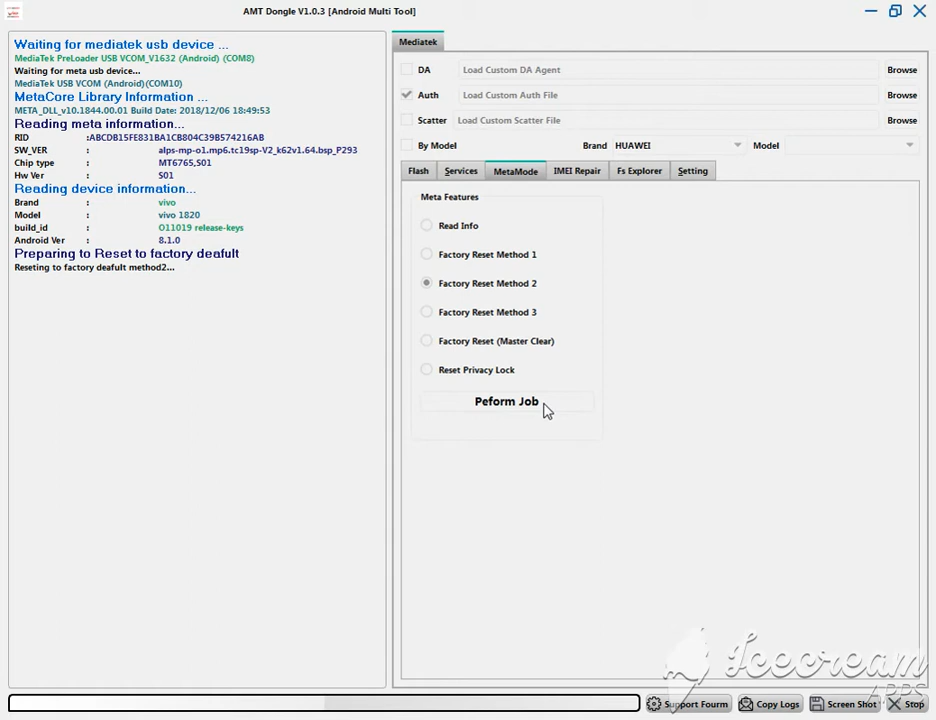 AMT Dongle V1.0.3 [Android Multi Tool]
Waiting for mediatek usb device ...
MediaTek PreLoader USB VCOM_V1632 (Android) (COM8)
Waiting for meta usb device...
MediaTek USB VCOM (Android)(COM10)
MetaCore Library Information ...
META_DLL_v10.1844.00.01 Build Date: 2018/12/06 18:49:53
Reading meta information...
RID :ABCDB15FE831BA1CB804C39B574216AB
SW_VER : alps-mp-o1.mp6.tc19sp-V2_k62v1.64.bsp_P293
Chip type : MT6765,S01
Hw Ver : S01
Reading device information...
Brand : vivo
Model : vivo 1820
build_id : O11019 release-keys
Android Ver : 8.1.0
Preparing to Reset to factory deafult
Reseting to factory deafult method2...
Mediatek
DA Load Custom DA Agent Browse
Auth Load Custom Auth File Browse
Scatter Load Custom Scatter File Browse
By Model Brand HUAWEI Model
Flash Services MetaMode IMEI Repair Fs Explorer Setting
Meta Features
Read Info
Factory Reset Method 1
Factory Reset Method 2
Factory Reset Method 3
Factory Reset (Master Clear)
Reset Privacy Lock
Peform Job
Icecream
APPS
Support Fourm Copy Logs Screen Shot Stop